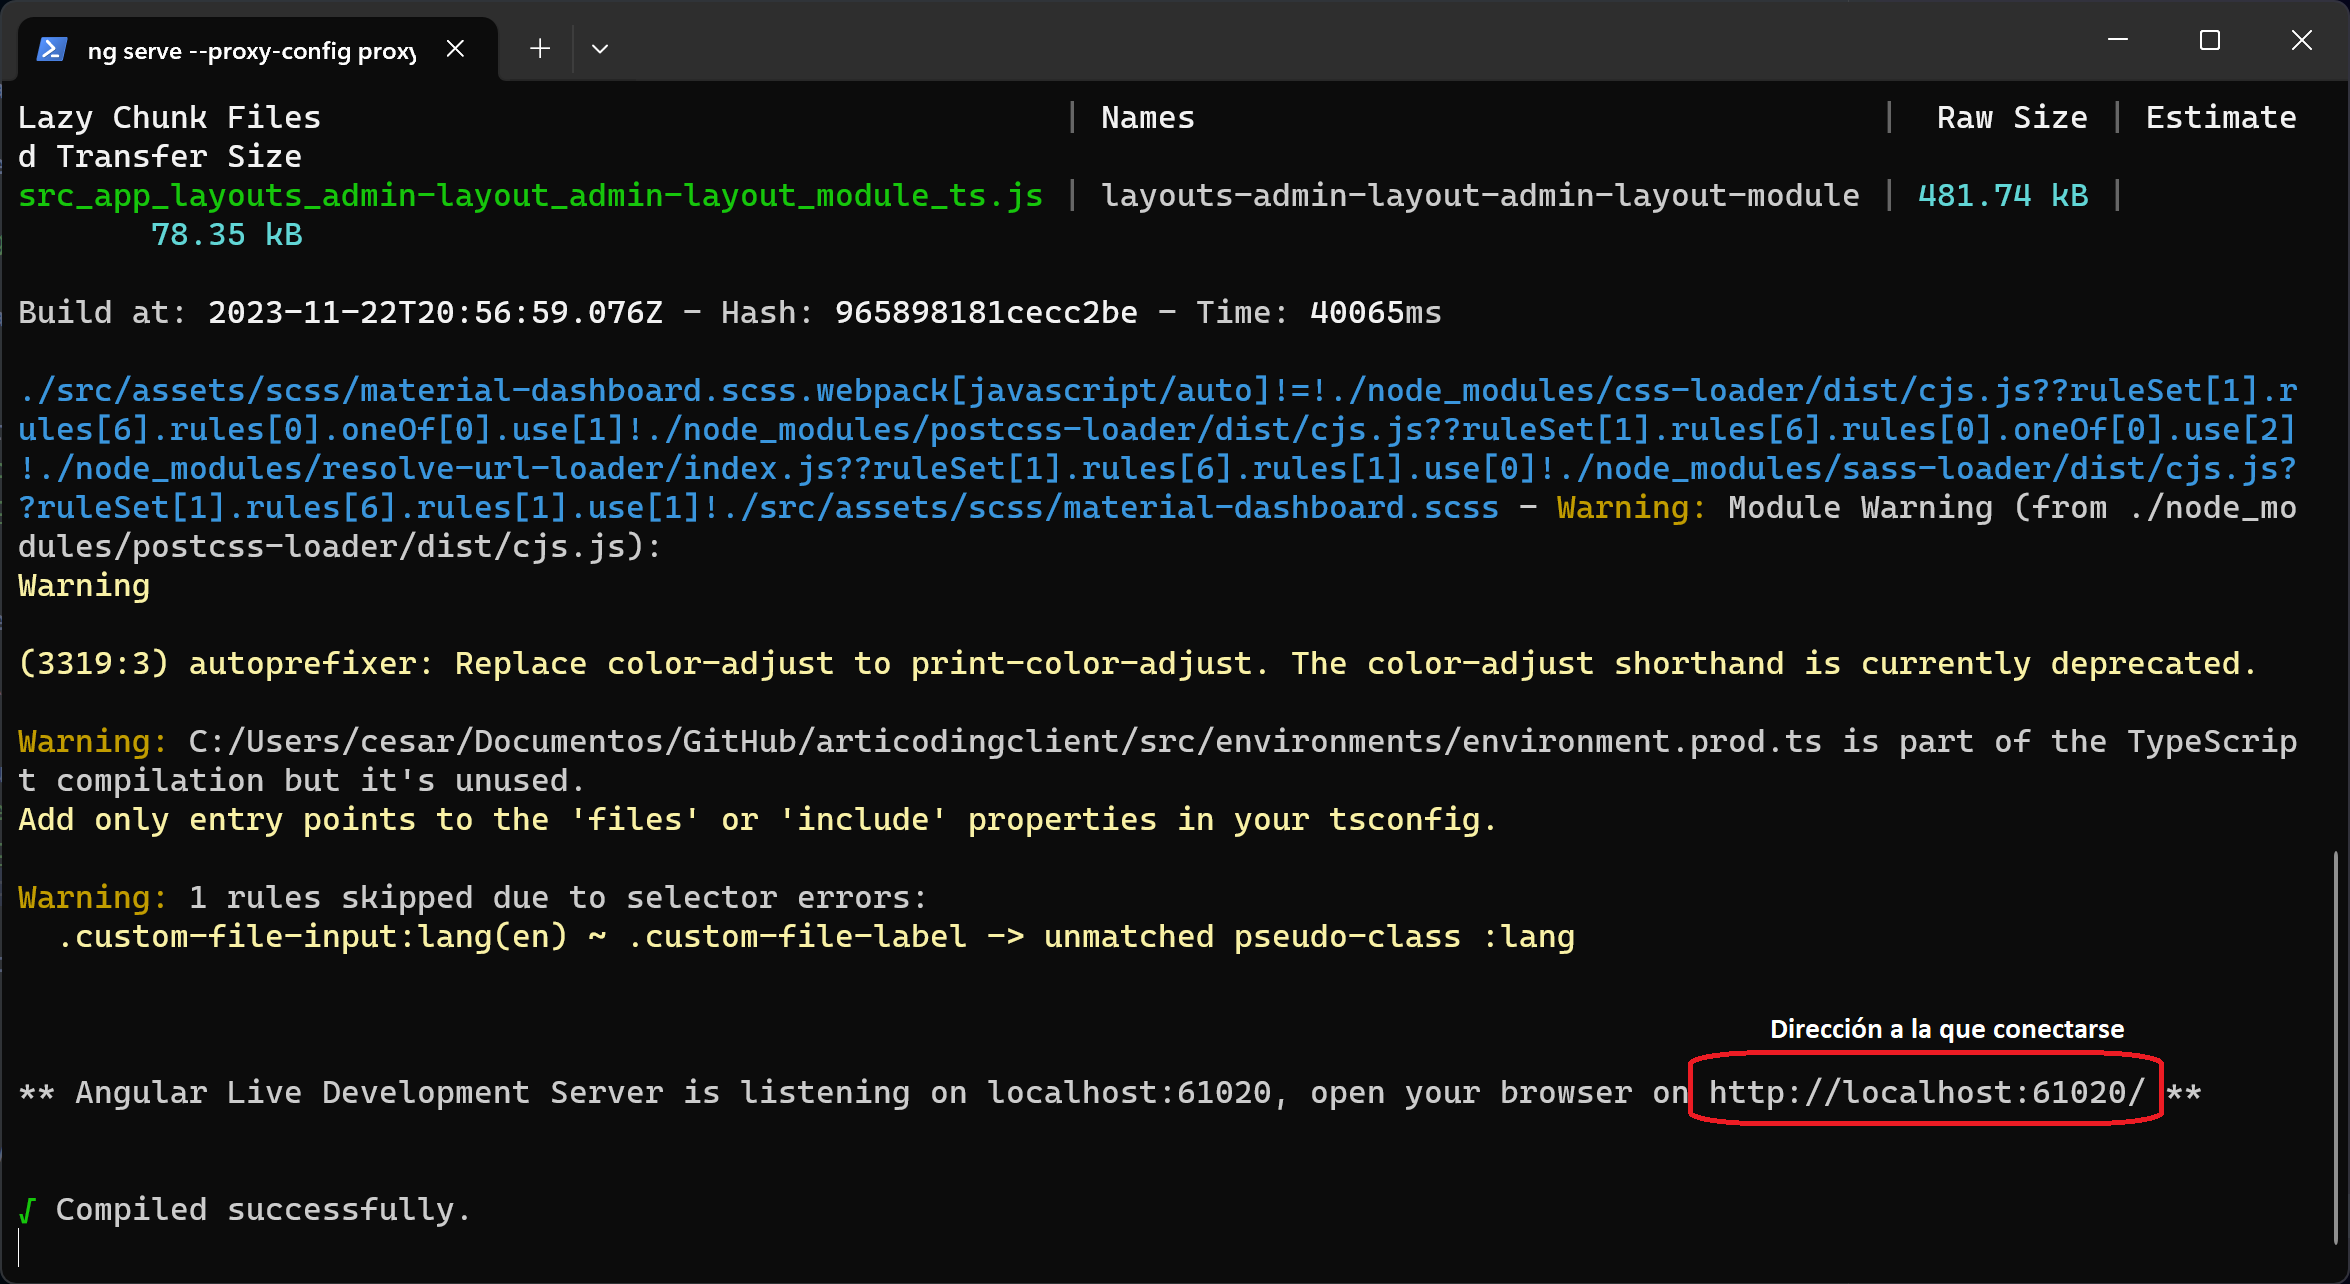 ng serve --proxy-config proxy
Lazy Chunk Files | Names | Raw Size | Estimate
d Transfer Size
src_app_layouts_admin-layout_admin-layout_module_ts.js | layouts-admin-layout-admin-layout-module | 481.74 kB |
78.35 kB
Build at: 2023-11-22T20:56:59.076Z - Hash: 965898181cecc2be - Time: 40065ms
./src/assets/scss/material-dashboard.scss.webpack[javascript/auto]!=!./node_modules/css-loader/dist/cjs.js??ruleSet[1].r
ules[6].rules[0].oneOf[0].use[1]!./node_modules/postcss-loader/dist/cjs.js??ruleSet[1].rules[6].rules[0].oneOf[0].use[2]
!./node_modules/resolve-url-loader/index.js??ruleSet[1].rules[6].rules[1].use[0]!./node_modules/sass-loader/dist/cjs.js?
?ruleSet[1].rules[6].rules[1].use[1]!./src/assets/scss/material-dashboard.scss - Warning: Module Warning (from ./node_mo
dules/postcss-loader/dist/cjs.js):
Warning
(3319:3) autoprefixer: Replace color-adjust to print-color-adjust. The color-adjust shorthand is currently deprecated.
Warning: C:/Users/cesar/Documentos/GitHub/articodingclient/src/environments/environment.prod.ts is part of the TypeScrip
t compilation but it's unused.
Add only entry points to the 'files' or 'include' properties in your tsconfig.
Warning: 1 rules skipped due to selector errors:
.custom-file-input:lang(en) ~ .custom-file-label -> unmatched pseudo-class :lang
Dirección a la que conectarse
** Angular Live Development Server is listening on localhost:61020, open your browser on http://localhost:61020/ **
√ Compiled successfully.